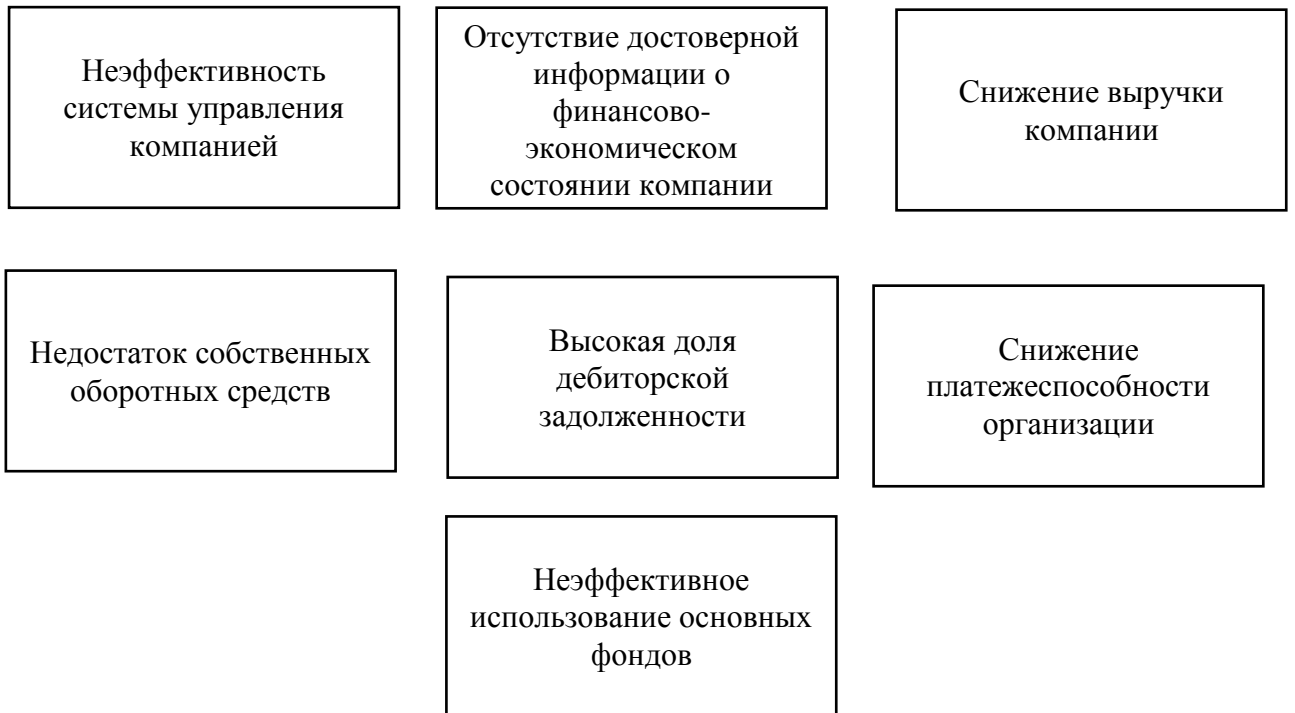 Неэффективность
системы управления
компанией
Отсутствие достоверной
информации о
финансово-
экономическом
состоянии компании
Снижение выручки
компании
Недостаток собственных
оборотных средств
Высокая доля
дебиторской
задолженности
Снижение
платежеспособности
организации
Неэффективное
использование основных
фондов